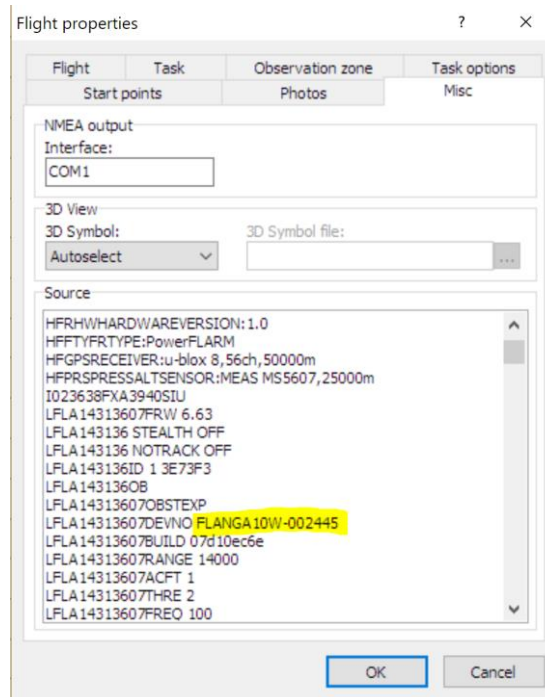 Flight properties ? ×
Flight Task Observation zone Task options
Start points Photos Misc
NMEA output
Interface:
COM1
3D View
3D Symbol: 3D Symbol file:
Autoselect ...
Source
HFRHWHARDWAREVERSION:1.0
HFFTYFRTYPE:PowerFLARM
HFGPSRECEIVER:u-blox 8,56ch,50000m
HFPRSPRESSALTSENSOR:MEAS MS5607,25000m
I023638FXA3940SIU
LFLA14313607FRW 6.63
LFLA143136 STEALTH OFF
LFLA143136 NOTRACK OFF
LFLA143136ID 1 3E73F3
LFLA143136OB
LFLA14313607OBSTEXP
LFLA14313607DEVNO FLANGA10W-002445
LFLA14313607BUILD 07d10ec6e
LFLA14313607RANGE 14000
LFLA14313607ACFT 1
LFLA14313607THRE 2
LFLA14313607FREQ 100
OK Cancel